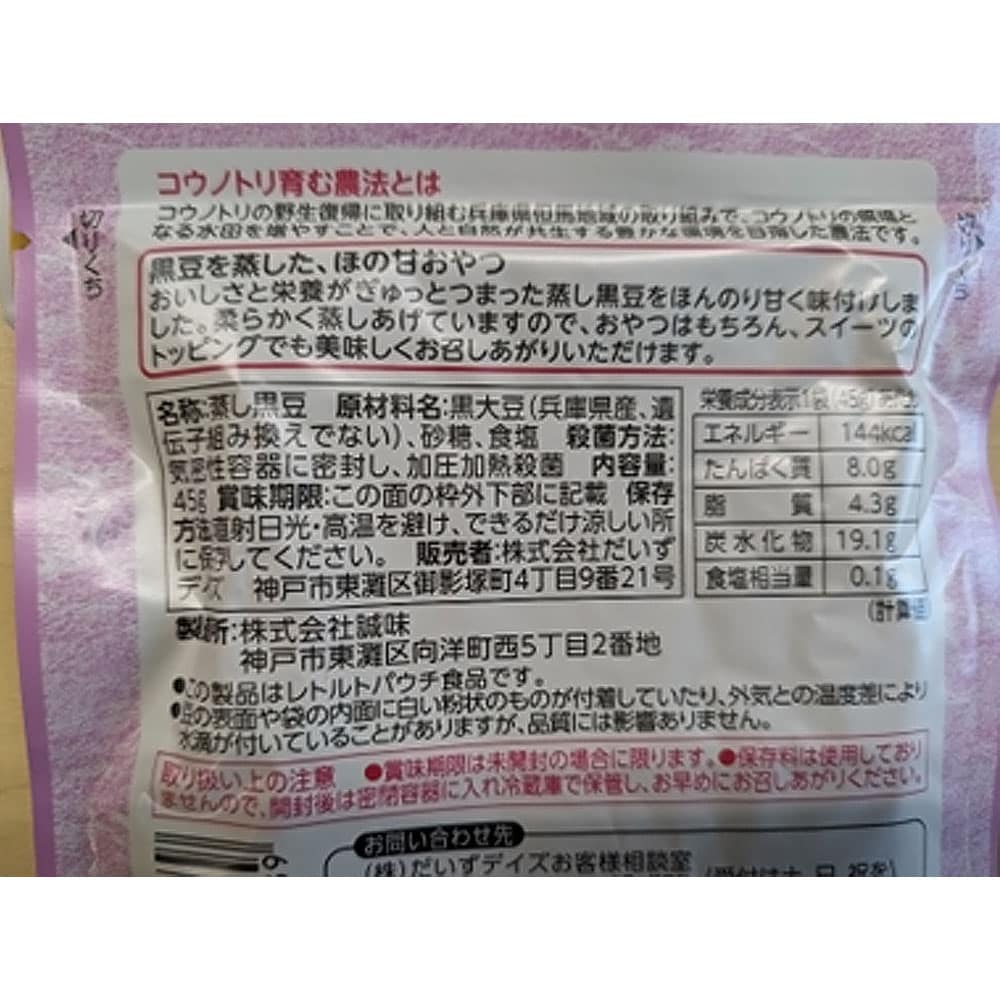 コウノトリ育む農法とは
コウノトリの野生復帰に取り組む兵庫県但馬地域の取り組みで、コウノトリの餌場と
なる水田を増やすことで、人と自然が共生する豊かな環境を目指した農法です。
切りくち
切りくち
黒豆を蒸した、ほの甘おやつ
おいしさと栄養がぎゅっとつまった蒸し黒豆をほんのり甘く味付けしま
した。柔らかく蒸しあげていますので、おやつはもちろん、スイーツの
トッピングでも美味しくお召しあがりいただけます。
名称:蒸し黒豆 原材料名:黒大豆(兵庫県産、遺
伝子組み換えでない)、砂糖、食塩 殺菌方法:
気密性容器に密封し、加圧加熱殺菌 内容量:
45g 賞味期限:この面の枠外下部に記載 保存
方法:直射日光・高温を避け、できるだけ涼しい所
に保存してください。 販売者:株式会社だいず
デイズ 神戸市東灘区御影塚町4丁目9番21号
栄養成分表示1袋(45g)当たり
エネルギー 144kcal
たんぱく質 8.0g
脂質 4.3g
炭水化物 19.1g
食塩相当量 0.1g
(計算値
製 所:株式会社誠味
神戸市東灘区向洋町西5丁目2番地
●この製品はレトルトパウチ食品です。
●豆の表面や袋の内面に白い粉状のものが付着していたり、外気との温度差により
水滴が付いていることがありますが、品質には影響ありません。
取り扱い上の注意 ●賞味期限は未開封の場合に限ります。●保存料は使用しており
ませんので、開封後は密閉容器に入れ冷蔵庫で保管し、お早めにお召しあがりください。
お問い合わせ先
(株)だいずデイズお客様相談室
(受付は土、日、祝を